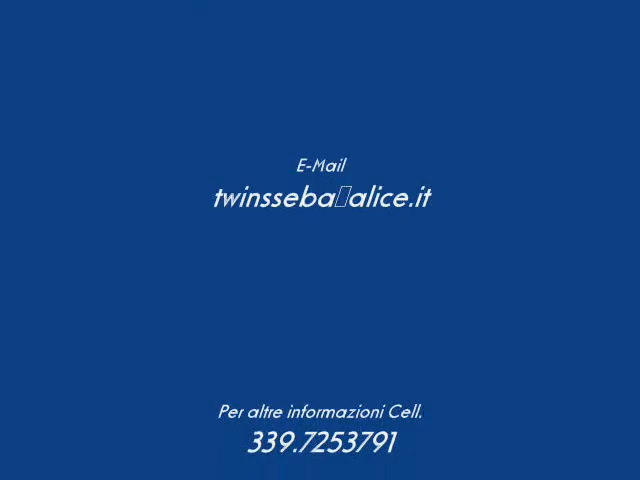 E-Mail
twinsseba▯alice.it
Per altre informazioni Cell.
339.7253791